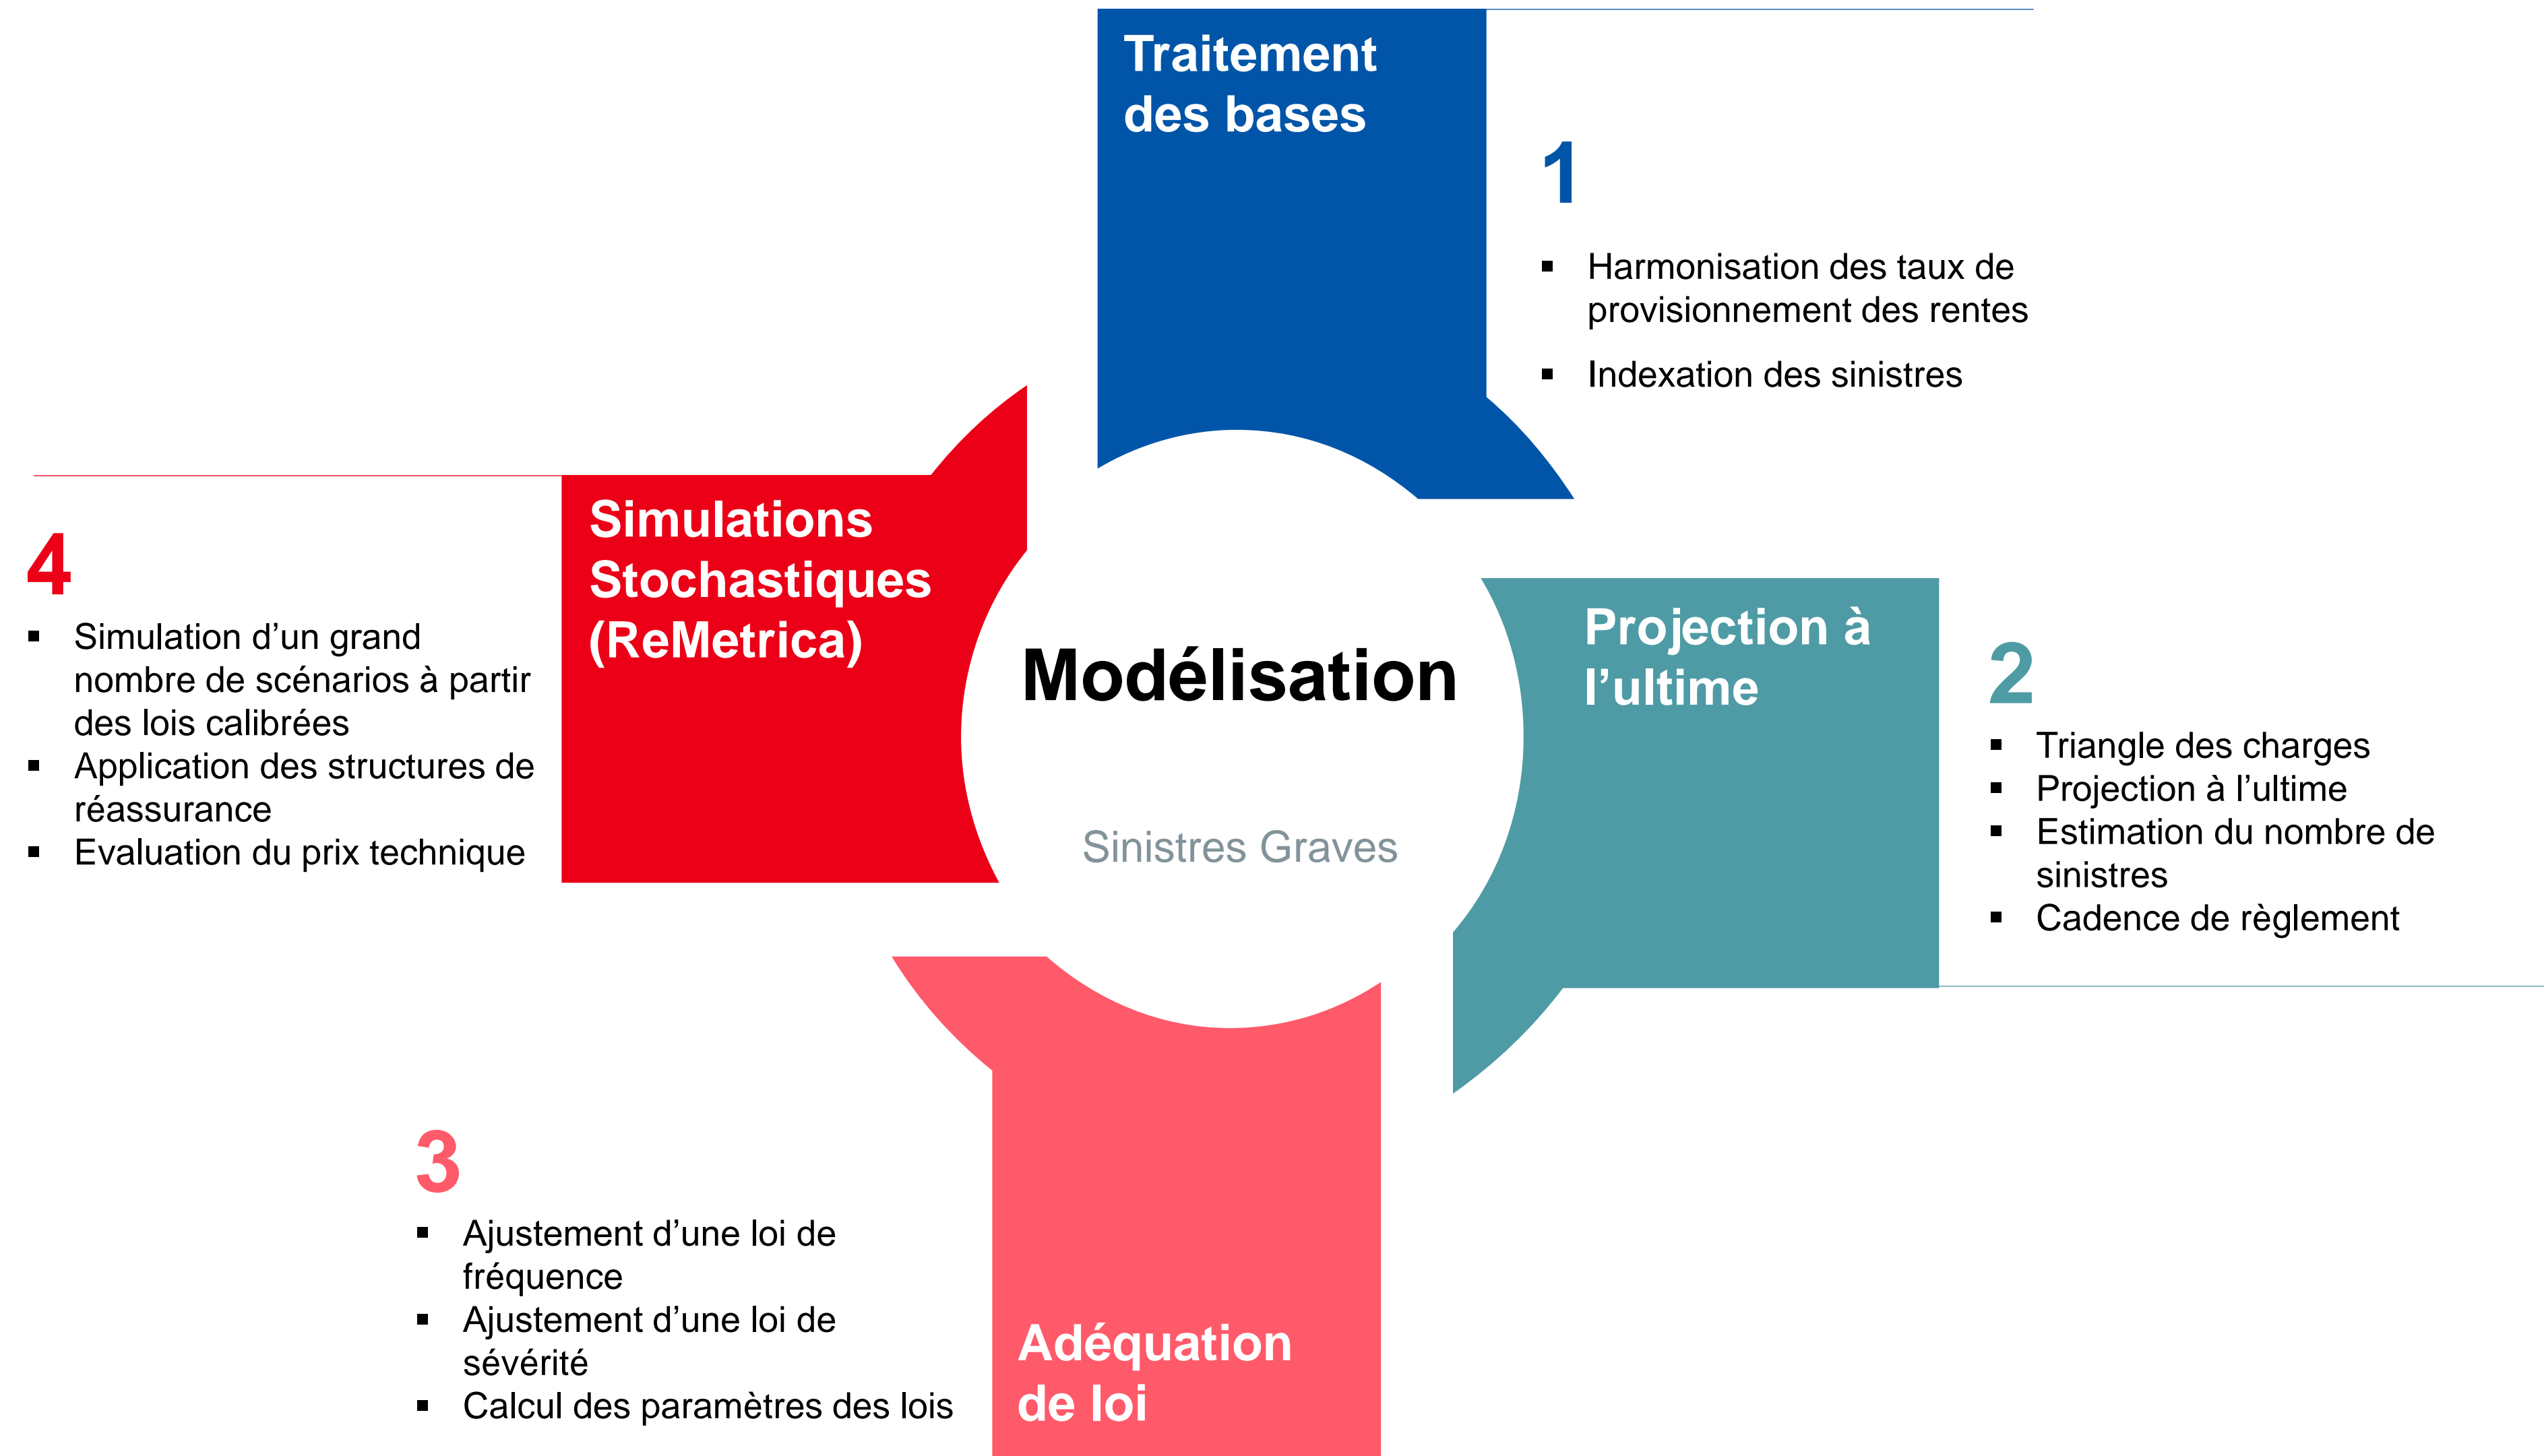 Traitement
des bases
1
▪ Harmonisation des taux de
provisionnement des rentes
▪ Indexation des sinistres
Projection à
l’ultime
2
▪ Triangle des charges
▪ Projection à l’ultime
▪ Estimation du nombre de
sinistres
▪ Cadence de règlement
Modélisation
Sinistres Graves
Adéquation
de loi
3
▪ Ajustement d’une loi de
fréquence
▪ Ajustement d’une loi de
sévérité
▪ Calcul des paramètres des lois
Simulations
Stochastiques
(ReMetrica)
4
▪ Simulation d’un grand
nombre de scénarios à partir
des lois calibrées
▪ Application des structures de
réassurance
▪ Evaluation du prix technique